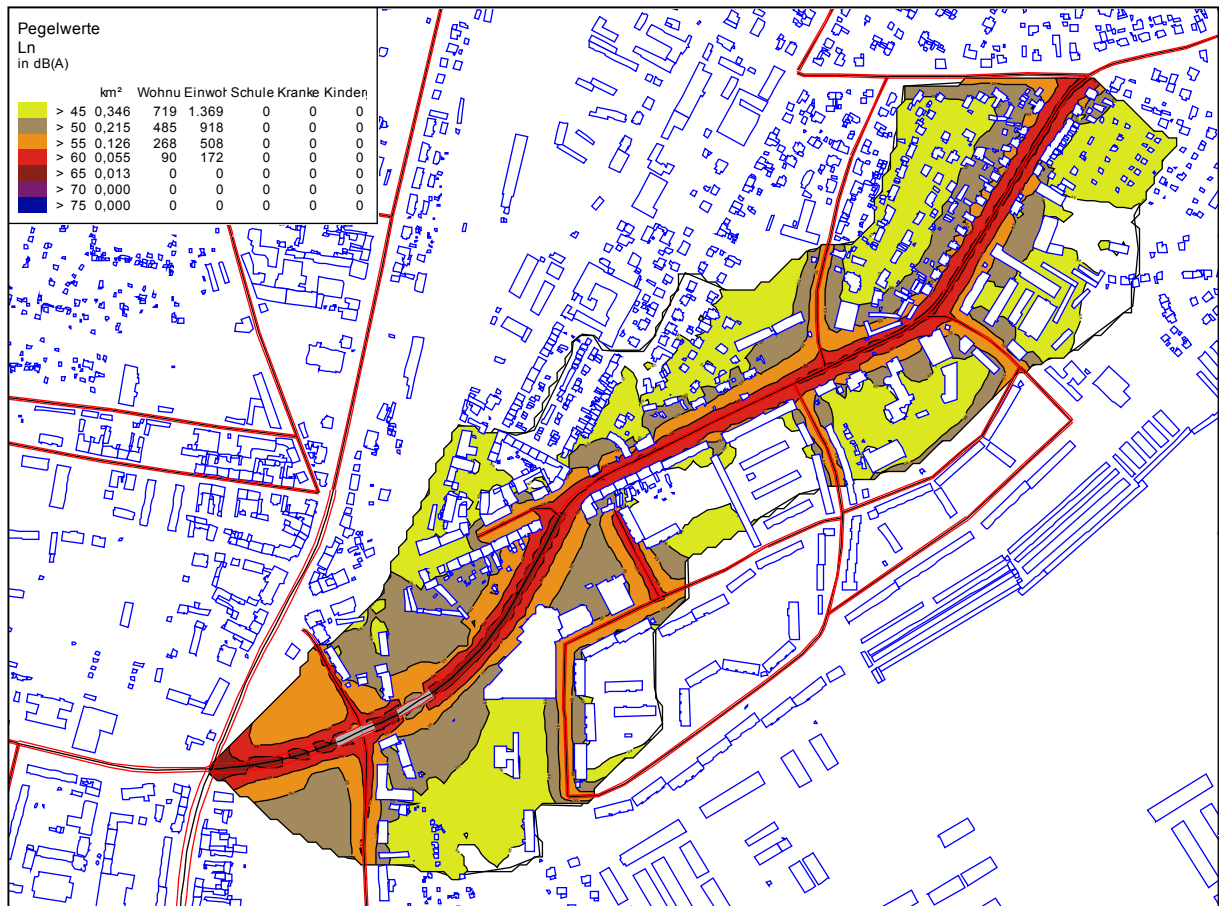 Pegelwerte
Ln
in dB(A)
km² Wohnu Einwoh Schule Kranke Kinder
> 45 0,346 719 1.369 0 0 0
> 50 0,215 485 918 0 0 0
> 55 0,126 268 508 0 0 0
> 60 0,055 90 172 0 0 0
> 65 0,013 0 0 0 0 0
> 70 0,000 0 0 0 0 0
> 75 0,000 0 0 0 0 0